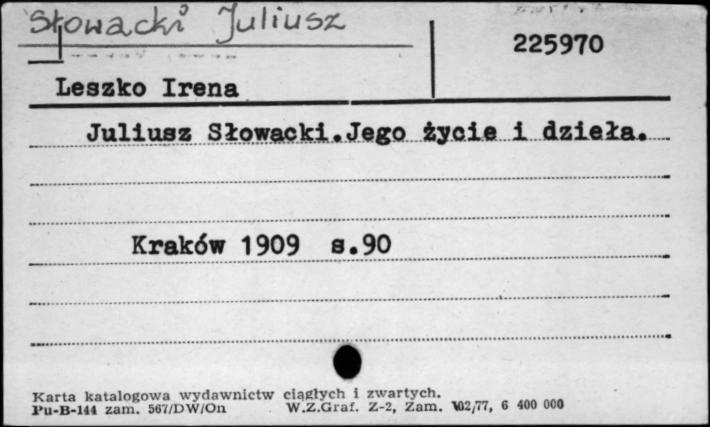 Słowacki Juliusz
225970
Leszko Irena
Juliusz Słowacki.Jego życie i dzieła.
Kraków 1909 s.90
Karta katalogowa wydawnictw ciągłych i zwartych.
Pu-B-144 zam. 567/DW/On W.Z.Graf. Z-2, Zam. 102/77, 6 400 000